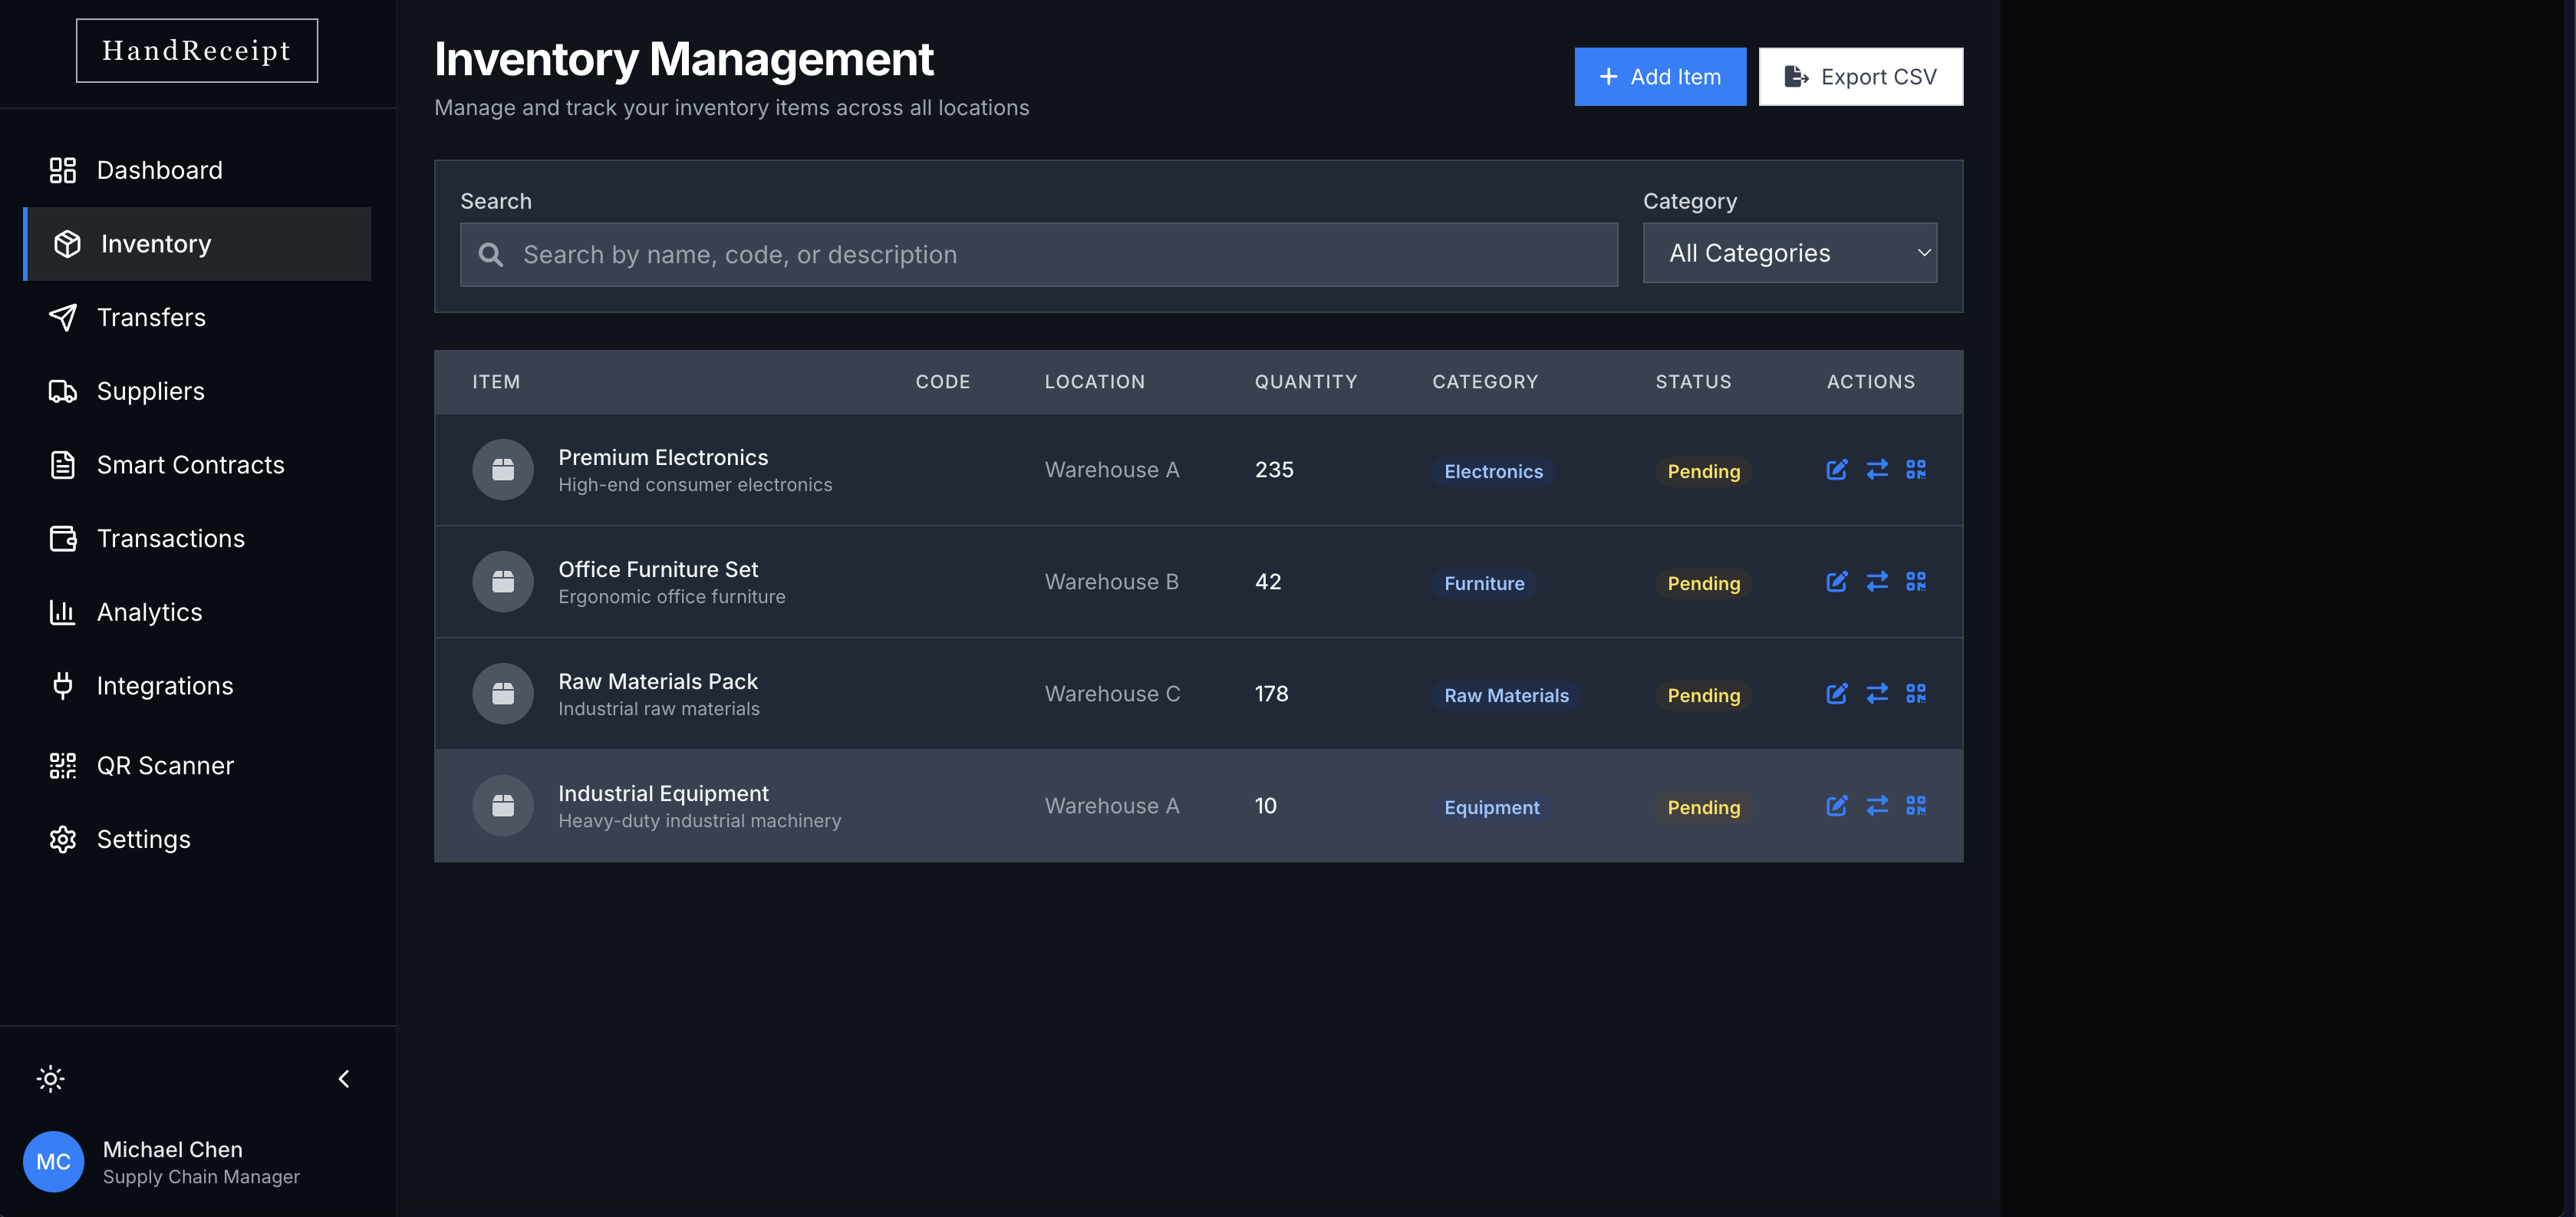 HandReceipt
Dashboard
Inventory
Transfers
Suppliers
Smart Contracts
Transactions
Analytics
Integrations
QR Scanner
Settings
MC
Michael Chen
Supply Chain Manager
Inventory Management
Manage and track your inventory items across all locations
Add Item
Export CSV
Search
Search by name, code, or description
Category
All Categories
ITEM CODE LOCATION QUANTITY CATEGORY STATUS ACTIONS
Premium Electronics
High-end consumer electronics
Warehouse A 235 Electronics Pending
Office Furniture Set
Ergonomic office furniture
Warehouse B 42 Furniture Pending
Raw Materials Pack
Industrial raw materials
Warehouse C 178 Raw Materials Pending
Industrial Equipment
Heavy-duty industrial machinery
Warehouse A 10 Equipment Pending